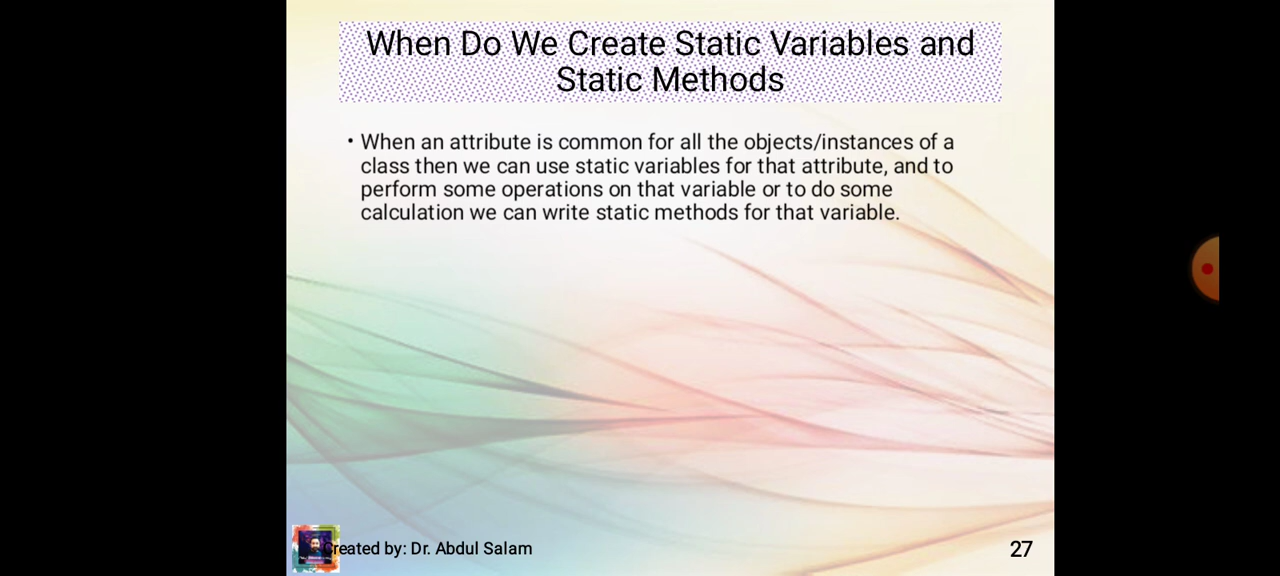 When Do We Create Static Variables and
Static Methods
• When an attribute is common for all the objects/instances of a
class then we can use static variables for that attribute, and to
perform some operations on that variable or to do some
calculation we can write static methods for that variable.
Created by: Dr. Abdul Salam
27